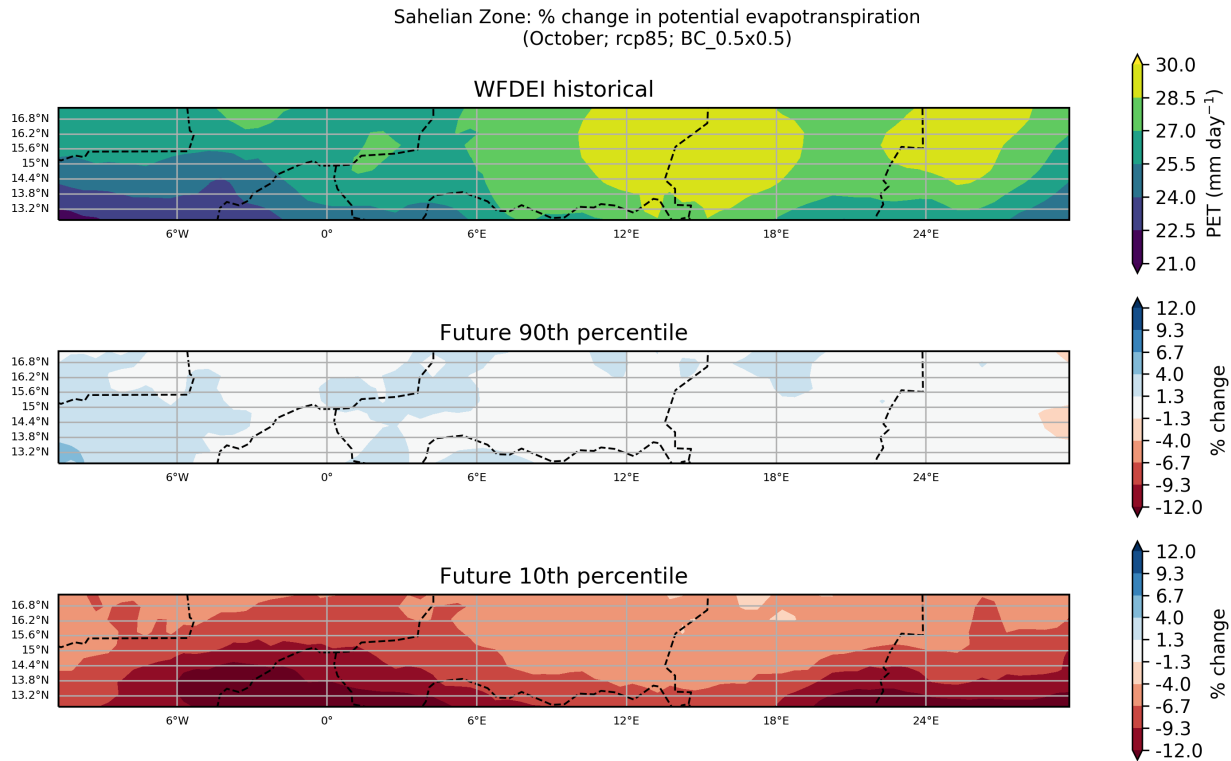 Sahelian Zone: % change in potential evapotranspiration
(October; rcp85; BC_0.5x0.5)
WFDEI historical
16.8°N
16.2°N
15.6°N
15°N
14.4°N
13.8°N
13.2°N
6°W
0°
6°E
12°E
18°E
24°E
30.0
28.5
27.0
25.5
24.0
22.5
21.0
PET (mm day⁻¹)
Future 90th percentile
16.8°N
16.2°N
15.6°N
15°N
14.4°N
13.8°N
13.2°N
6°W
0°
6°E
12°E
18°E
24°E
12.0
9.3
6.7
4.0
1.3
-1.3
-4.0
-6.7
-9.3
-12.0
% change
Future 10th percentile
16.8°N
16.2°N
15.6°N
15°N
14.4°N
13.8°N
13.2°N
6°W
0°
6°E
12°E
18°E
24°E
12.0
9.3
6.7
4.0
1.3
-1.3
-4.0
-6.7
-9.3
-12.0
% change